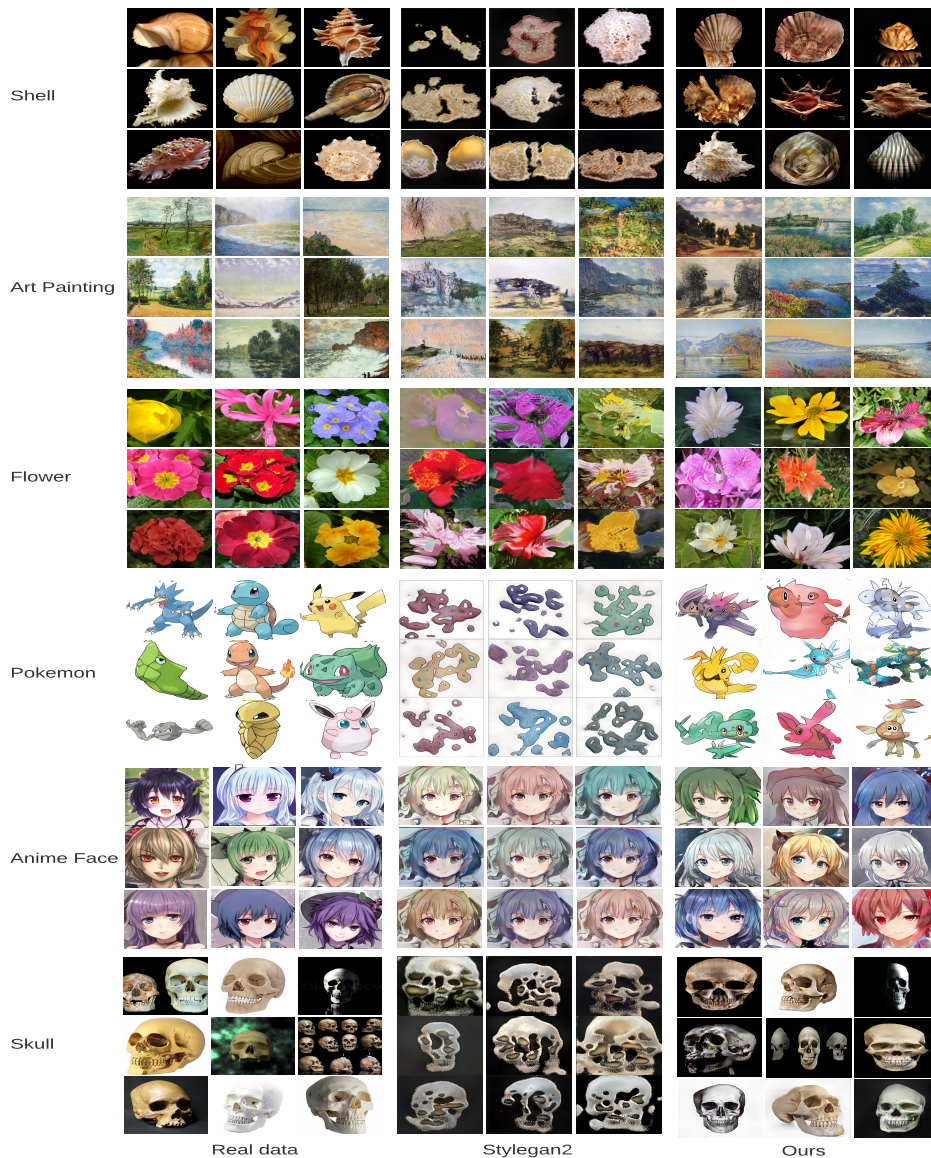 Shell
Art Painting
Flower
Pokemon
Anime Face
Skull
Real data
Stylegan2
Ours